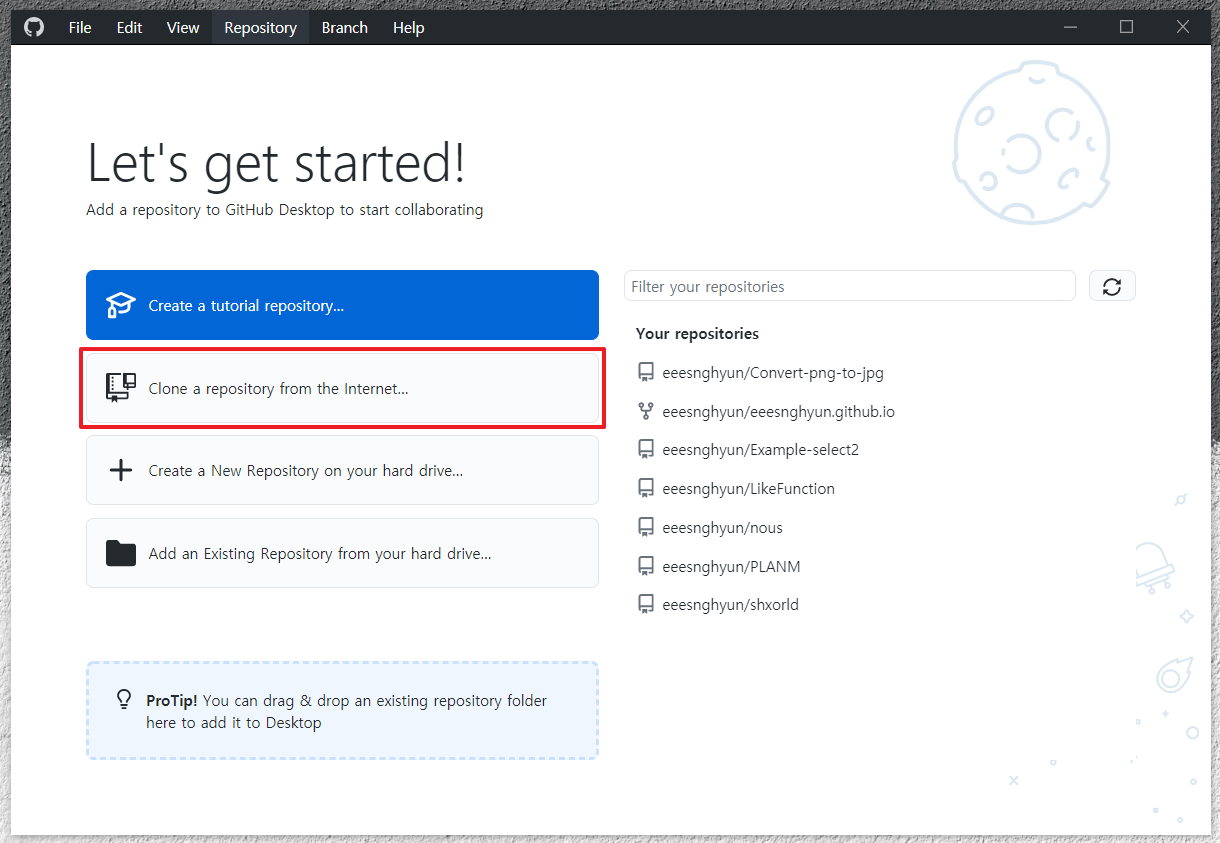 File Edit View Repository Branch Help
Let's get started!
Add a repository to GitHub Desktop to start collaborating
Create a tutorial repository...
Clone a repository from the Internet...
Create a New Repository on your hard drive...
Add an Existing Repository from your hard drive...
ProTip! You can drag & drop an existing repository folder
here to add it to Desktop
Filter your repositories
Your repositories
eeesnghyun/Convert-png-to-jpg
eeesnghyun/eeesnghyun.github.io
eeesnghyun/Example-select2
eeesnghyun/LikeFunction
eeesnghyun/nous
eeesnghyun/PLANM
eeesnghyun/shxorld